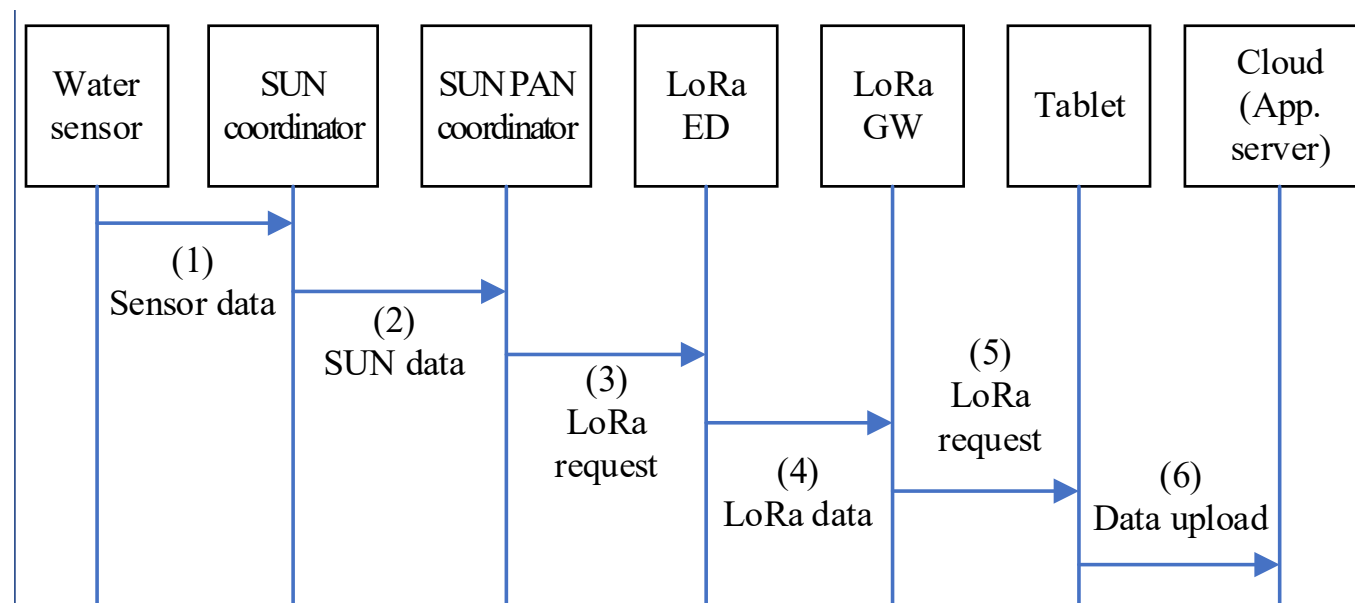 Water
sensor
SUN
coordinator
SUN PAN
coordinator
LoRa
ED
LoRa
GW
Tablet
Cloud
(App.
server)
(1)
Sensor data
(2)
SUN data
(3)
LoRa
request
(4)
LoRa data
(5)
LoRa
request
(6)
Data upload